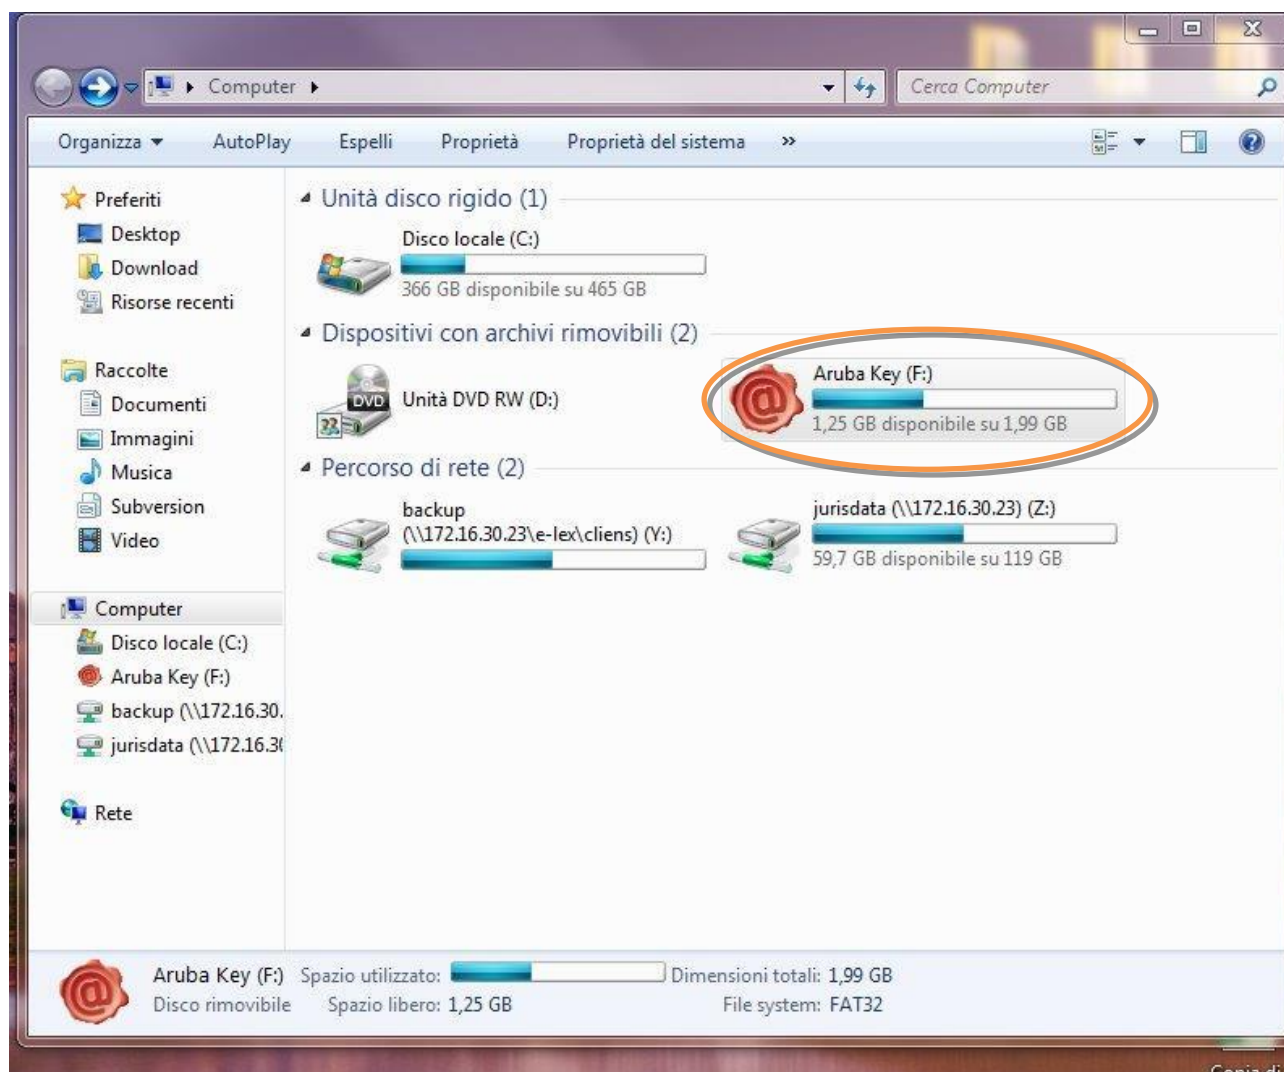 Computer
Cerca Computer
Organizza
AutoPlay
Espelli
Proprietà
Proprietà del sistema
»
Preferiti
Desktop
Download
Risorse recenti
Raccolte
Documenti
Immagini
Musica
Subversion
Video
Computer
Disco locale (C:)
Aruba Key (F:)
backup (\\172.16.30.
jurisdata (\\172.16.30
Rete
Unità disco rigido (1)
Disco locale (C:)
366 GB disponibile su 465 GB
Dispositivi con archivi rimovibili (2)
DVD
Unità DVD RW (D:)
Aruba Key (F:)
1,25 GB disponibile su 1,99 GB
Percorso di rete (2)
backup
(\\172.16.30.23\e-lex\cliens) (Y:)
jurisdata (\\172.16.30.23) (Z:)
59,7 GB disponibile su 119 GB
Aruba Key (F:) Spazio utilizzato: Dimensioni totali: 1,99 GB
Disco rimovibile Spazio libero: 1,25 GB File system: FAT32